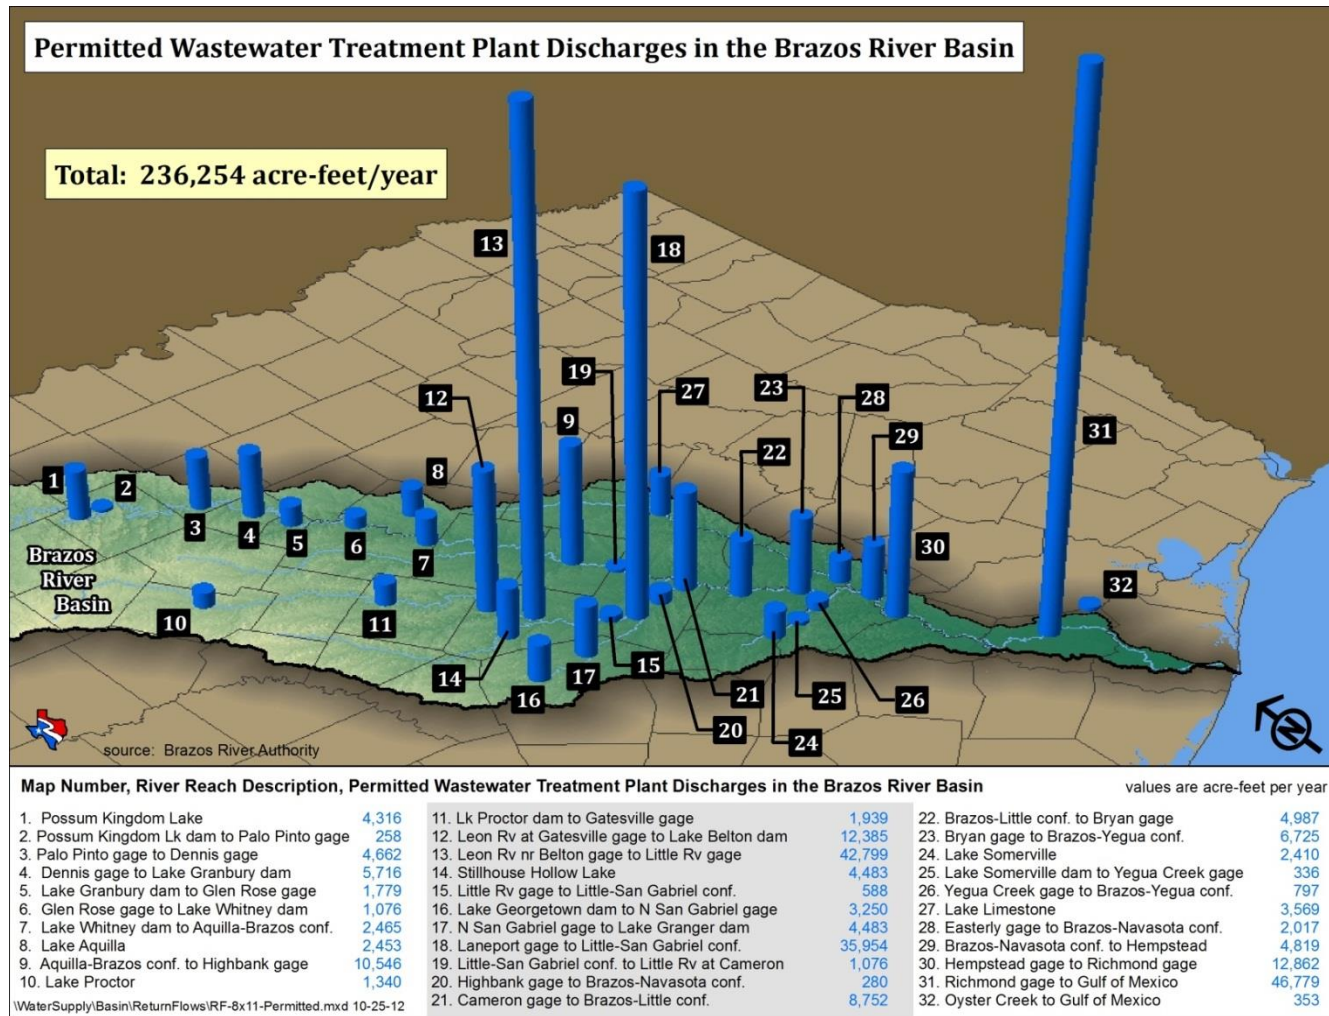 Permitted Wastewater Treatment Plant Discharges in the Brazos River Basin
Total: 236,254 acre-feet/year
13
18
31
19
27
23
28
12
9
22
29
1
2
8
3
4
5
6
7
30
32
Brazos
River
Basin
10
11
14
16
17
15
21
25
26
20
24
N
source: Brazos River Authority
Map Number, River Reach Description, Permitted Wastewater Treatment Plant Discharges in the Brazos River Basin values are acre-feet per year
1. Possum Kingdom Lake 4,316
2. Possum Kingdom Lk dam to Palo Pinto gage 258
3. Palo Pinto gage to Dennis gage 4,662
4. Dennis gage to Lake Granbury dam 5,716
5. Lake Granbury dam to Glen Rose gage 1,779
6. Glen Rose gage to Lake Whitney dam 1,076
7. Lake Whitney dam to Aquilla-Brazos conf. 2,465
8. Lake Aquilla 2,453
9. Aquilla-Brazos conf. to Highbank gage 10,546
10. Lake Proctor 1,340
\WaterSupply\Basin\ReturnFlows\RF-8x11-Permitted.mxd 10-25-12
11. Lk Proctor dam to Gatesville gage 1,939
12. Leon Rv at Gatesville gage to Lake Belton dam 12,385
13. Leon Rv nr Belton gage to Little Rv gage 42,799
14. Stillhouse Hollow Lake 4,483
15. Little Rv gage to Little-San Gabriel conf. 588
16. Lake Georgetown dam to N San Gabriel gage 3,250
17. N San Gabriel gage to Lake Granger dam 4,483
18. Laneport gage to Little-San Gabriel conf. 35,954
19. Little-San Gabriel conf. to Little Rv at Cameron 1,076
20. Highbank gage to Brazos-Navasota conf. 280
21. Cameron gage to Brazos-Little conf. 8,752
22. Brazos-Little conf. to Bryan gage 4,987
23. Bryan gage to Brazos-Yegua conf. 6,725
24. Lake Somerville 2,410
25. Lake Somerville dam to Yegua Creek gage 336
26. Yegua Creek gage to Brazos-Yegua conf. 797
27. Lake Limestone 3,569
28. Easterly gage to Brazos-Navasota conf. 2,017
29. Brazos-Navasota conf. to Hempstead 4,819
30. Hempstead gage to Richmond gage 12,862
31. Richmond gage to Gulf of Mexico 46,779
32. Oyster Creek to Gulf of Mexico 353